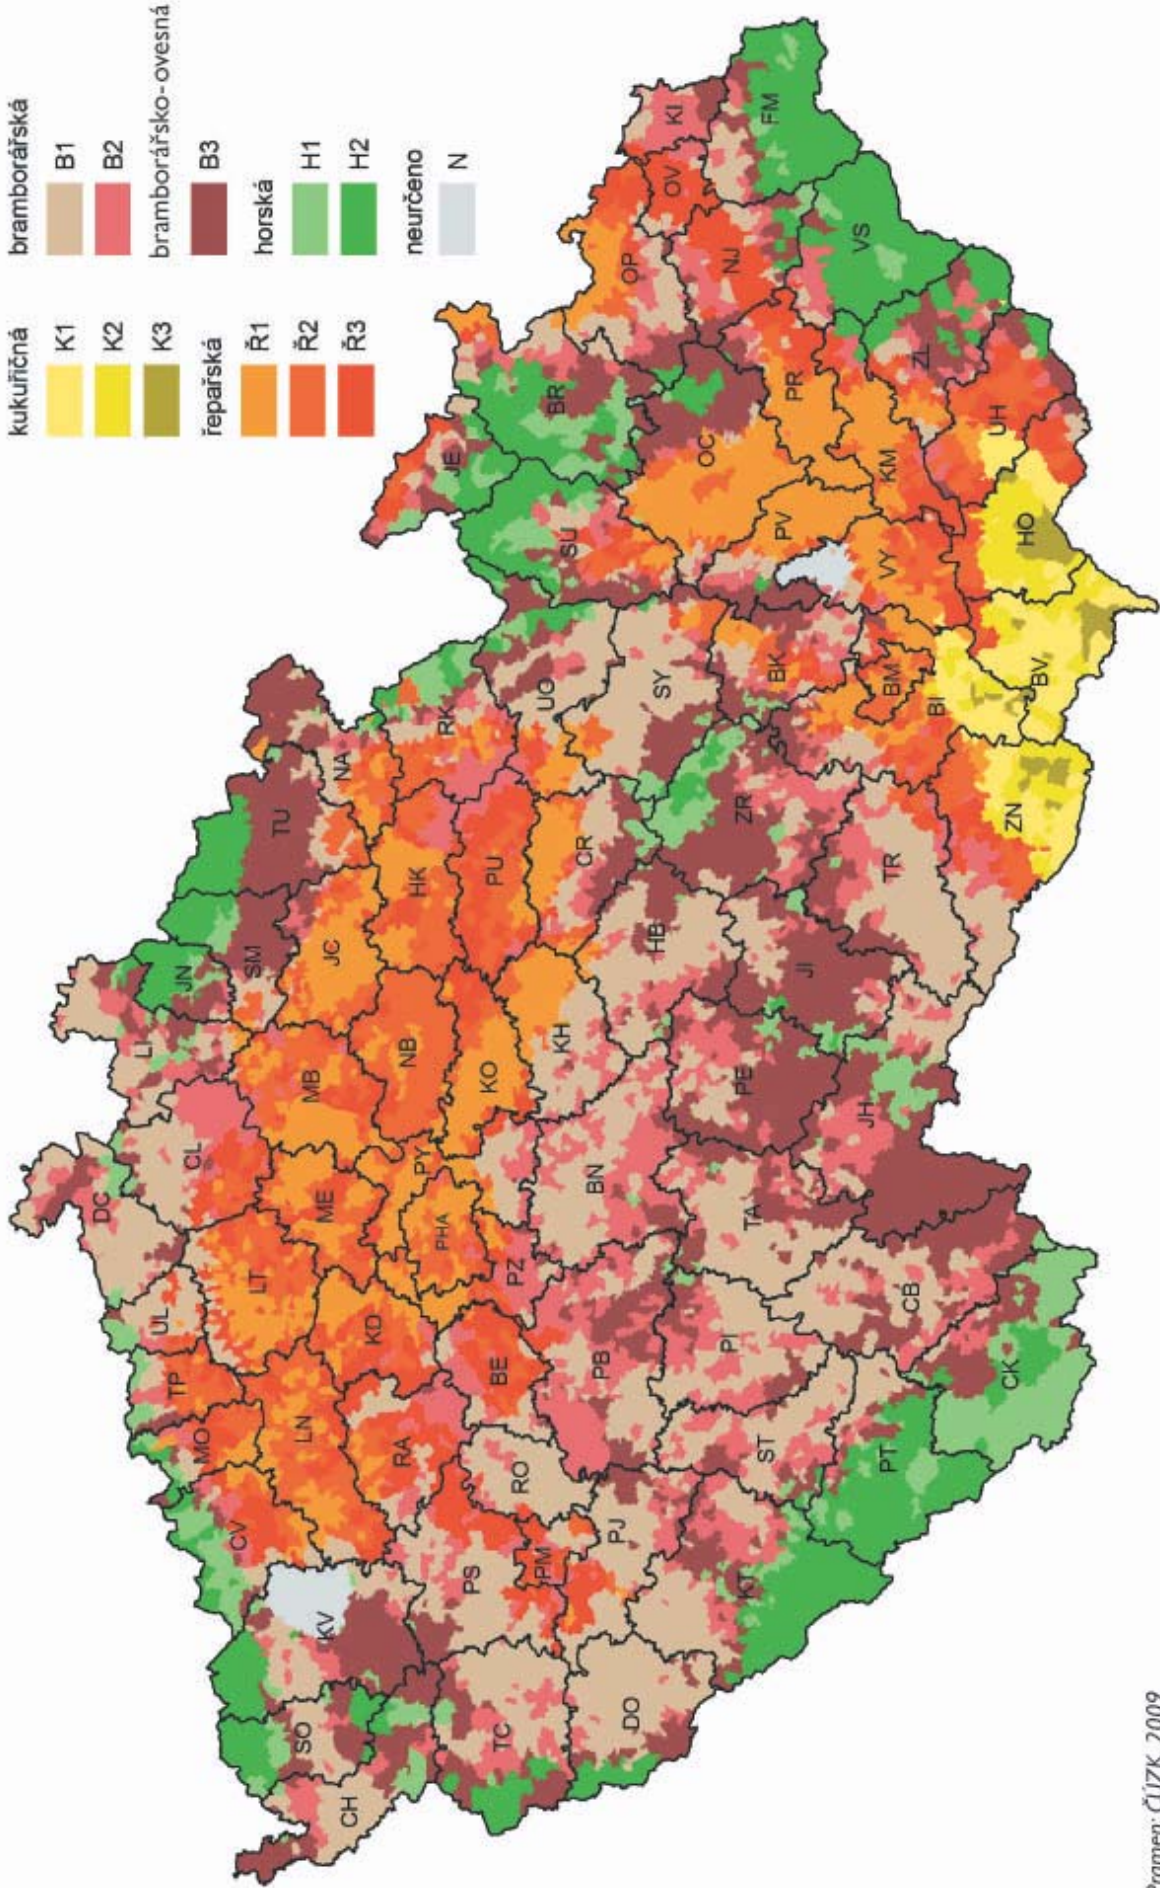 kukuřičná
K1
K2
K3
řepařská
Ř1
Ř2
Ř3
bramborářská
B1
B2
bramborářsko-ovesná
B3
horská
H1
H2
neurčeno
N
DC
LI
JN
UL
CL
SM
TU
TP
MO
LT
MB
JC
NA
CV
LN
ME
NB
HK
RK
JE
KV
KD
PY
PHA
SO
RA
KO
PU
UO
SU
BR
CH
BE
PZ
KH
CR
OP
PS
RO
SY
OC
OV
KI
TC
PM
PB
BN
HB
PV
NJ
PJ
PR
FM
DO
TA
PE
ZR
BK
VY
KM
VS
PI
JI
BM
KT
ST
JH
TR
BI
ZL
CB
UH
PT
ZN
BV
HO
CK
Pramen: ČÚZK, 2009